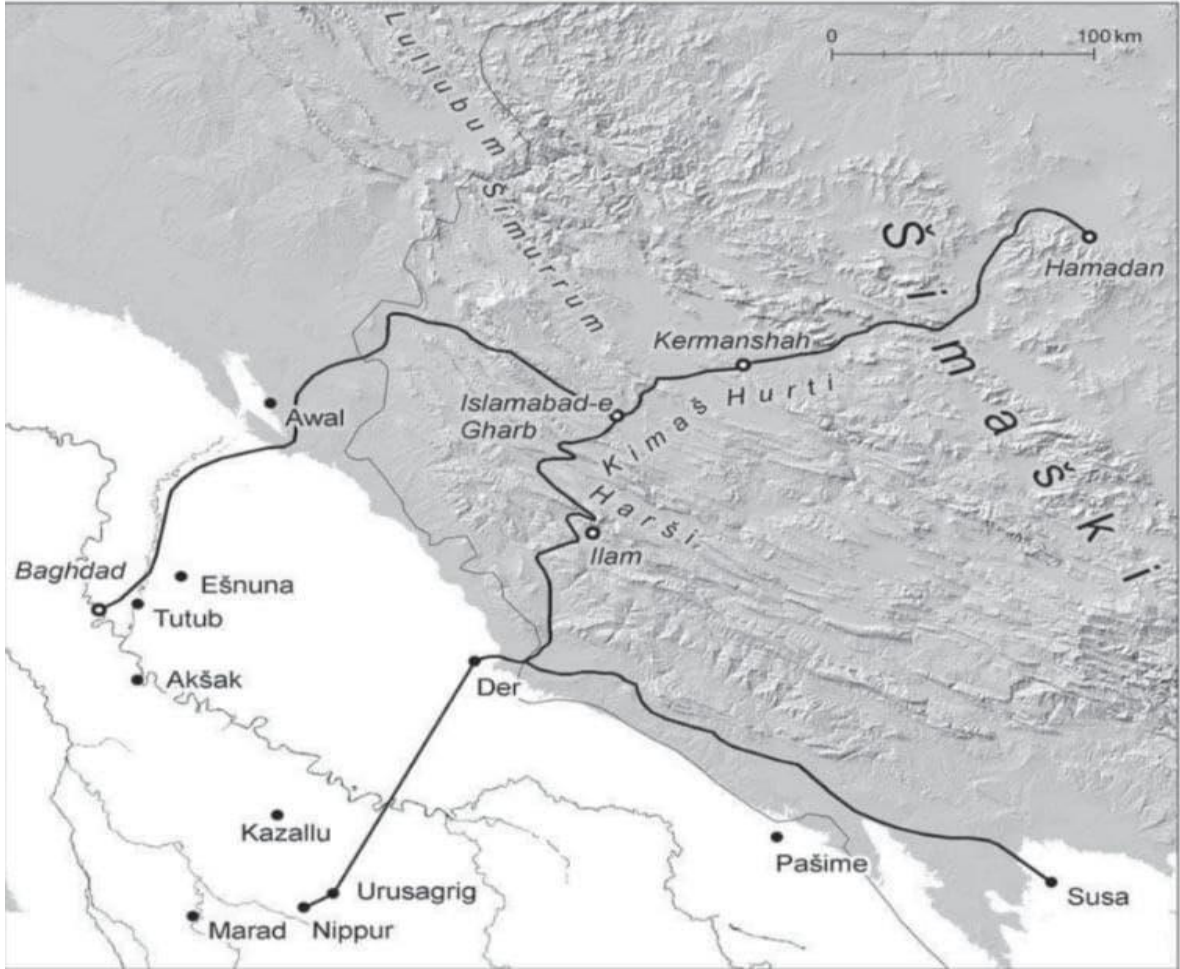 0 100 km
Lullubum
Šimurrum
Šimaški
Hamadan
Kermanshah
Hurti
Kimaš
Harši
Islamabad-e
Gharb
Awal
Ilam
Baghdad
Ešnuna
Tutub
Akšak
Der
Kazallu
Urusagrig
Nippur
Marad
Pašime
Susa